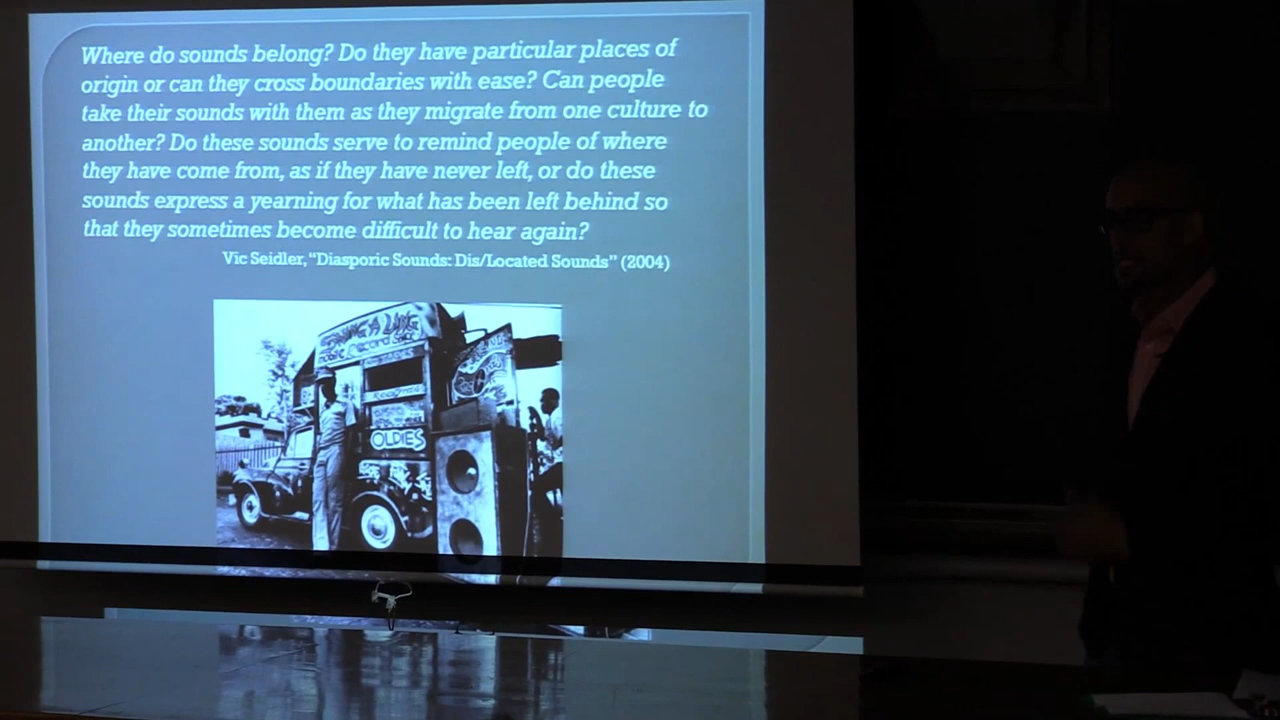 Where do sounds belong? Do they have particular places of
origin or can they cross boundaries with ease? Can people
take their sounds with them as they migrate from one culture to
another? Do these sounds serve to remind people of where
they have come from, as if they have never left, or do these
sounds express a yearning for what has been left behind so
that they sometimes become difficult to hear again?
Vic Seidler, “Diasporic Sounds: Dis/Located Sounds” (2004)
A LING
OLDIES